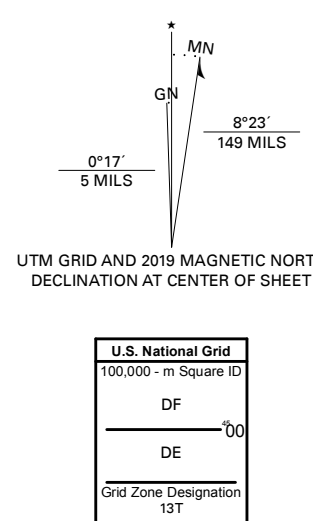 ★
MN
GN
8°23´
149 MILS
0°17´
5 MILS
UTM GRID AND 2019 MAGNETIC NORT
DECLINATION AT CENTER OF SHEET
U.S. National Grid
100,000 - m Square ID
DF
4500
DE
Grid Zone Designation
13T